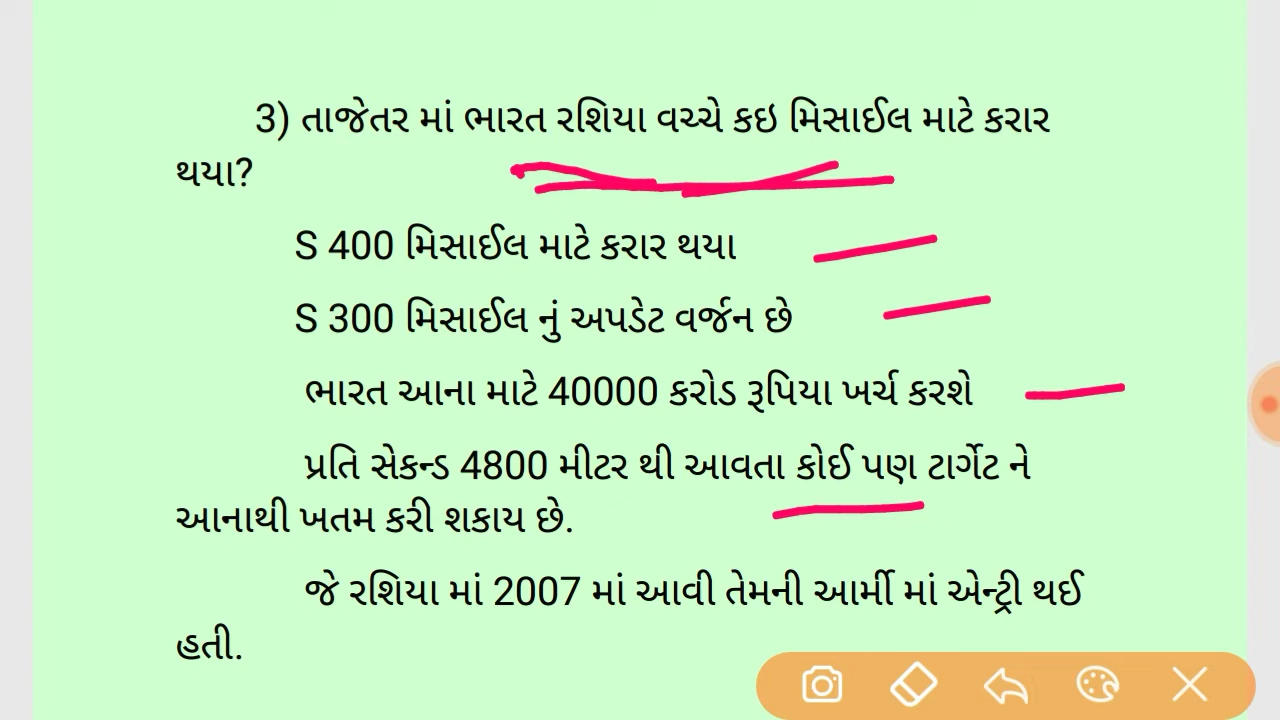 3) તાજેતર માં ભારત રશિયા વચ્ચે કઇ મિસાઈલ માટે કરાર
થયા?
S 400 મિસાઈલ માટે કરાર થયા
S 300 મિસાઈલ નું અપડેટ વર્જન છે
ભારત આના માટે 40000 કરોડ રૂપિયા ખર્ચ કરશે
પ્રતિ સેકન્ડ 4800 મીટર થી આવતા કોઈ પણ ટાર્ગેટ ને
આનાથી ખતમ કરી શકાય છે.
જે રશિયા માં 2007 માં આવી તેમની આર્મી માં એન્ટ્રી થઈ
હતી.